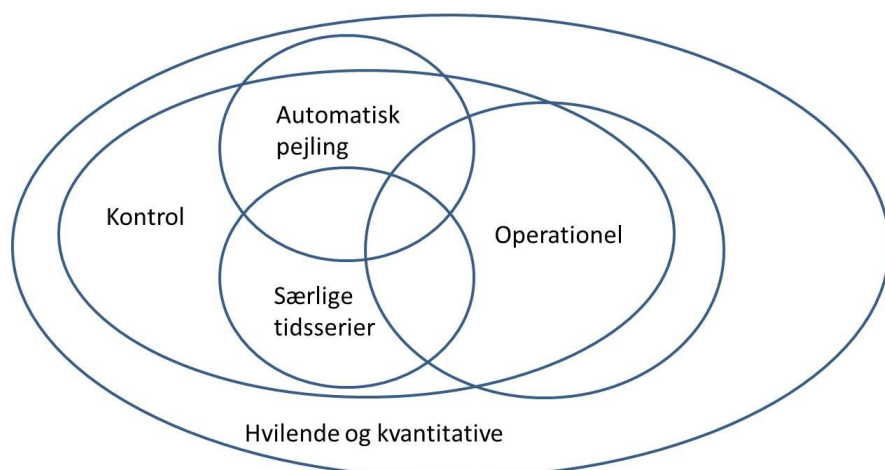 Automatisk
pejling
Kontrol
Operationel
Særlige
tidsserier
Hvilende og kvantitative